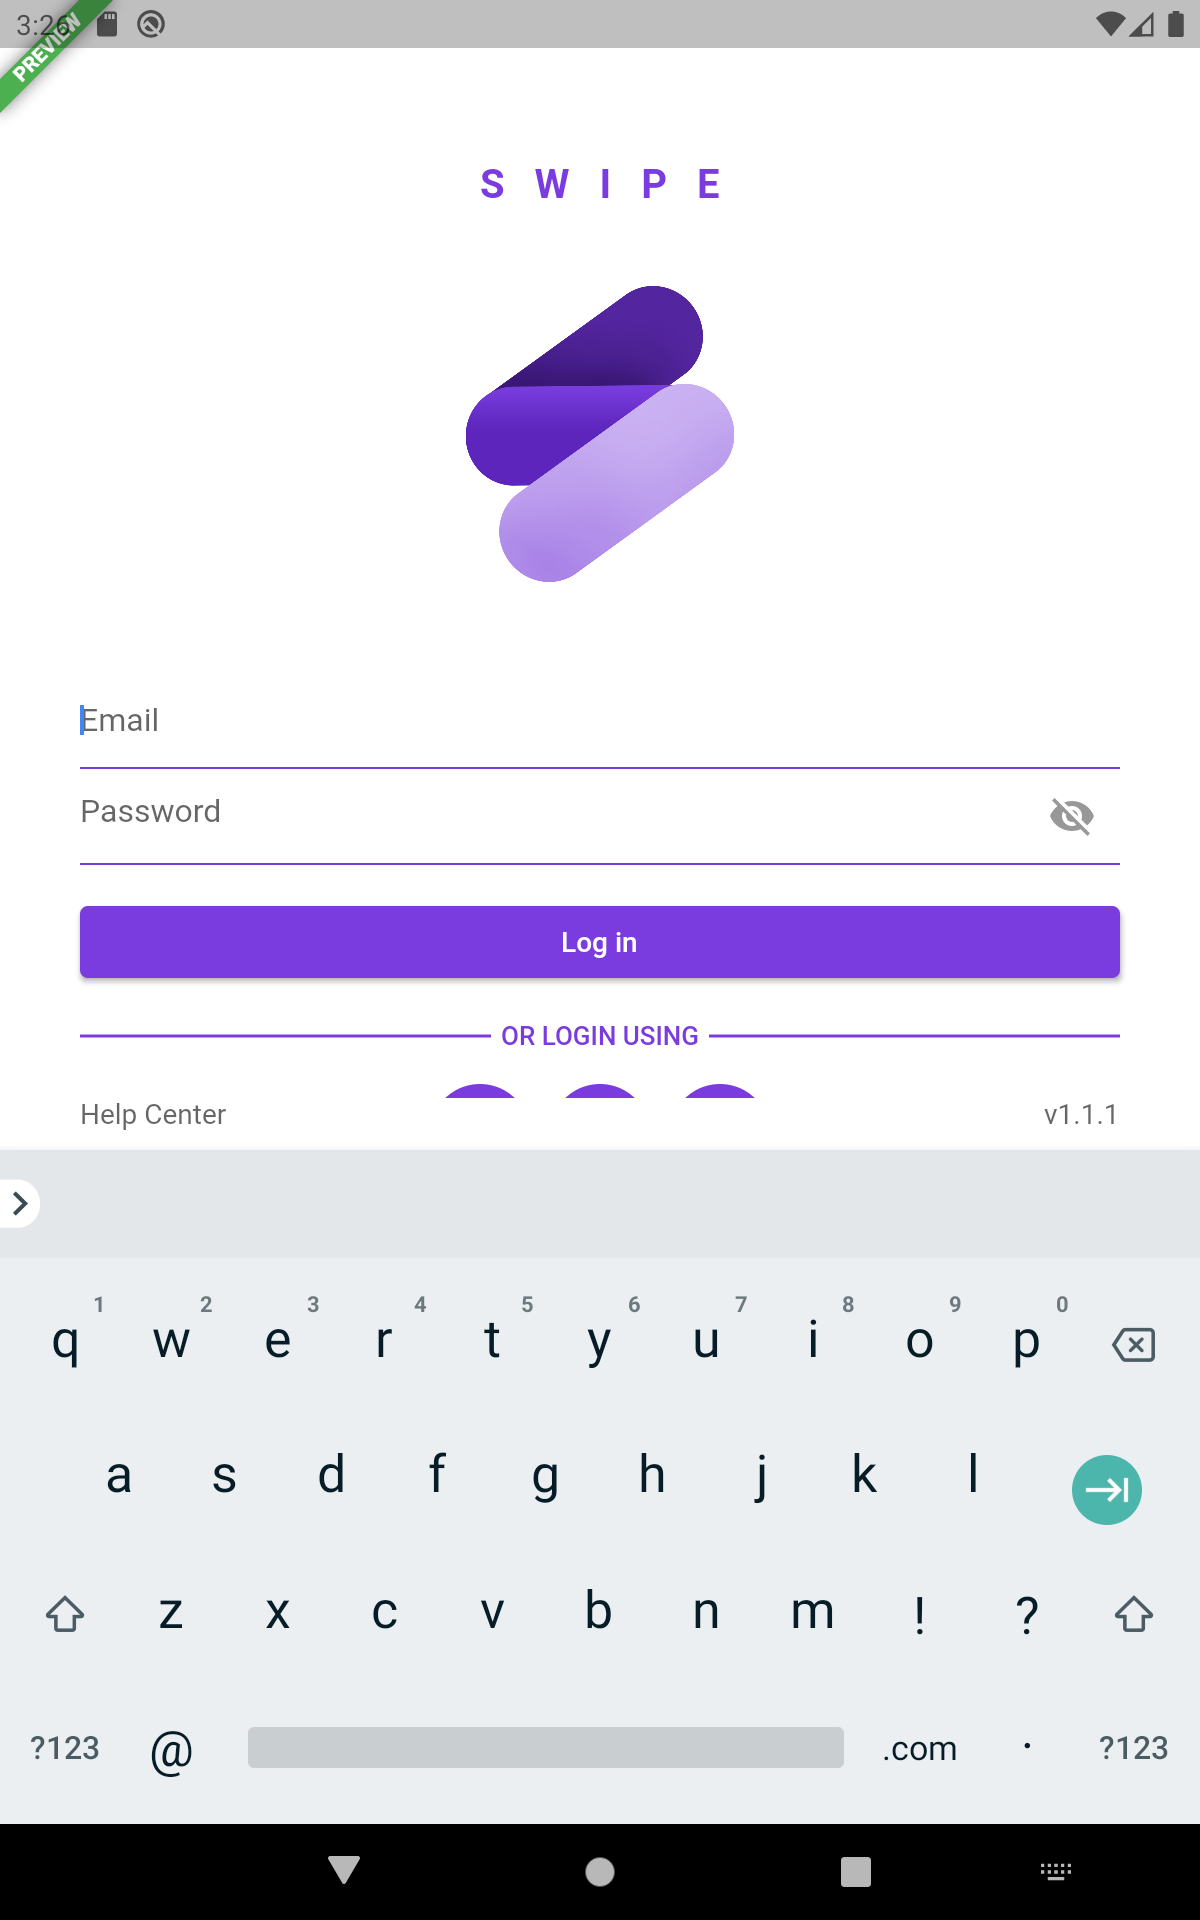 3:26
PREVIEW
S W I P E
Email
Password
Log in
OR LOGIN USING
Help Center
v1.1.1
1 2 3 4 5 6 7 8 9 0
q w e r t y u i o p
a s d f g h j k l
z x c v b n m ! ?
?123 @ .com . ?123